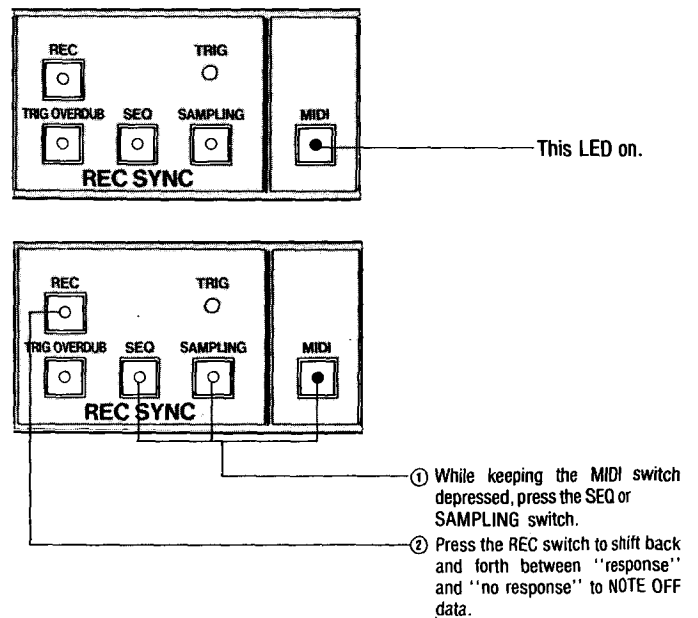 REC TRIG
TRIG OVERDUB SEQ SAMPLING MIDI
REC SYNC
This LED on.
REC TRIG
TRIG OVERDUB SEQ SAMPLING MIDI
REC SYNC
① While keeping the MIDI switch
depressed, press the SEQ or
SAMPLING switch.
② Press the REC switch to shift back
and forth between "response"
and "no response" to NOTE OFF
data.